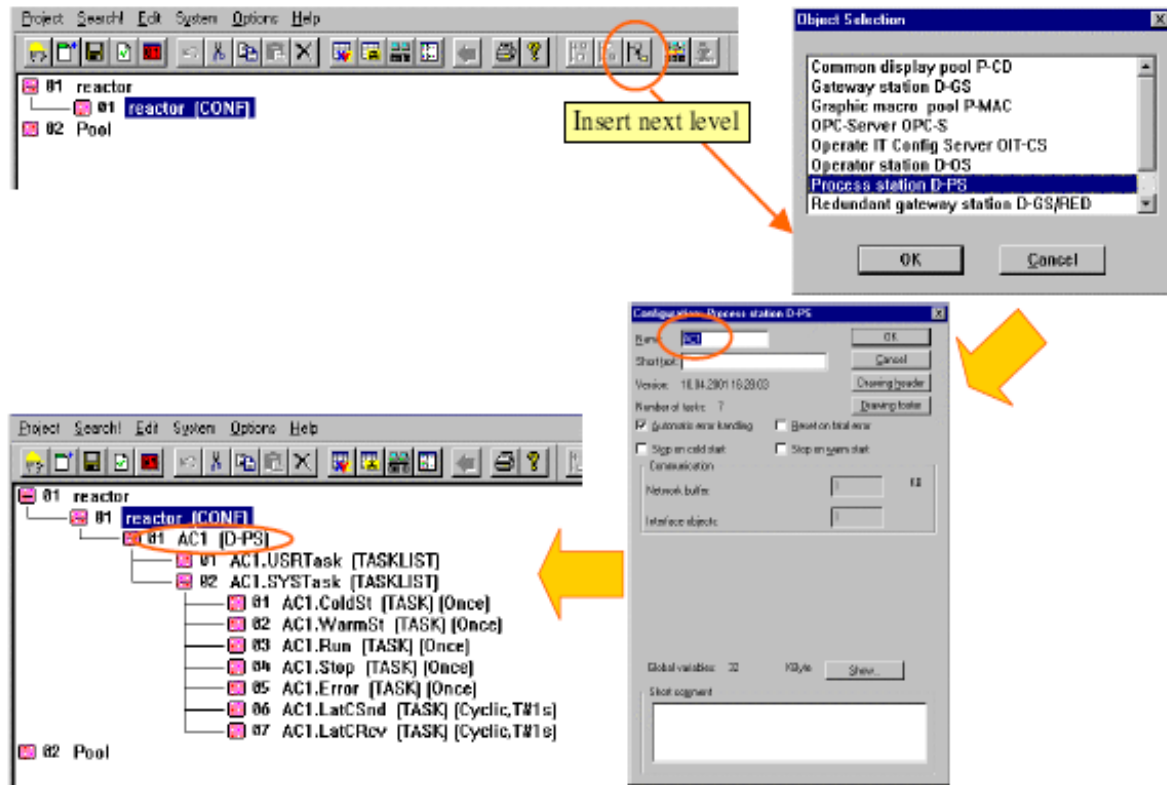 Project Search! Edit System Options Help
01 reactor
01 reactor [CONF]
02 Pool
Insert next level
Object Selection
Common display pool P-CD
Gateway station D-GS
Graphic macro pool P-MAC
OPC-Server OPC-S
Operate IT Config Server OIT-CS
Operator station D-OS
Process station D-PS
Redundant gateway station D-GS/RED
OK
Cancel
Configuration: Process station D-PS
Name: AC1
OK
Short text:
Cancel
Version: 10.04.2001 16:28:03
Drawing header
Number of tasks: 7
Drawing footer
Automatic error handling
Reset on fatal error
Stop on cold start
Stop on warm start
Communication
Network buffer:
KB
Interface objects:
Global variables: 32 KByte
Show...
Short comment
Project Search! Edit System Options Help
01 reactor
01 reactor [CONF]
01 AC1 [D-PS]
01 AC1.USRTask [TASKLIST]
02 AC1.SYSTask [TASKLIST]
01 AC1.ColdSt [TASK] [Once]
02 AC1.WarmSt [TASK] [Once]
03 AC1.Run [TASK] [Once]
04 AC1.Stop [TASK] [Once]
05 AC1.Error [TASK] [Once]
06 AC1.LatCSnd [TASK] [Cyclic,T#1s]
07 AC1.LatCRcv [TASK] [Cyclic,T#1s]
02 Pool